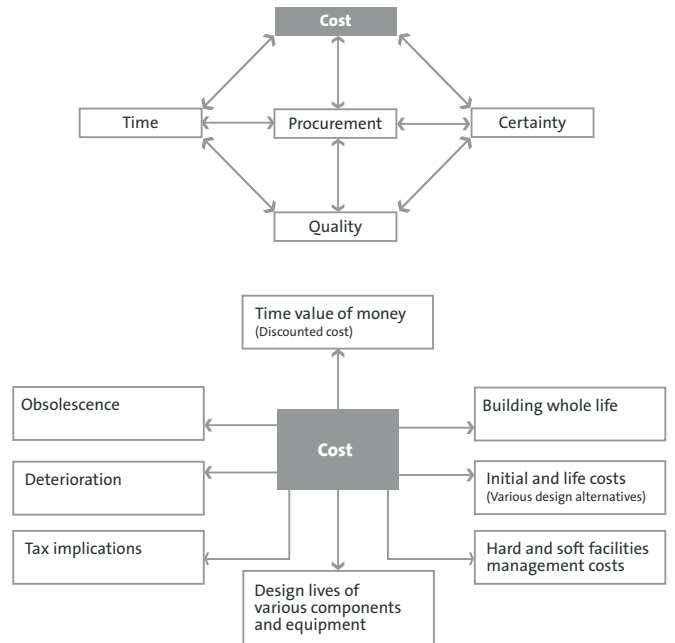 Cost
Time
Procurement
Certainty
Quality
Time value of money
(Discounted cost)
Obsolescence
Building whole life
Cost
Deterioration
Initial and life costs
(Various design alternatives)
Tax implications
Hard and soft facilities
management costs
Design lives of
various components
and equipment